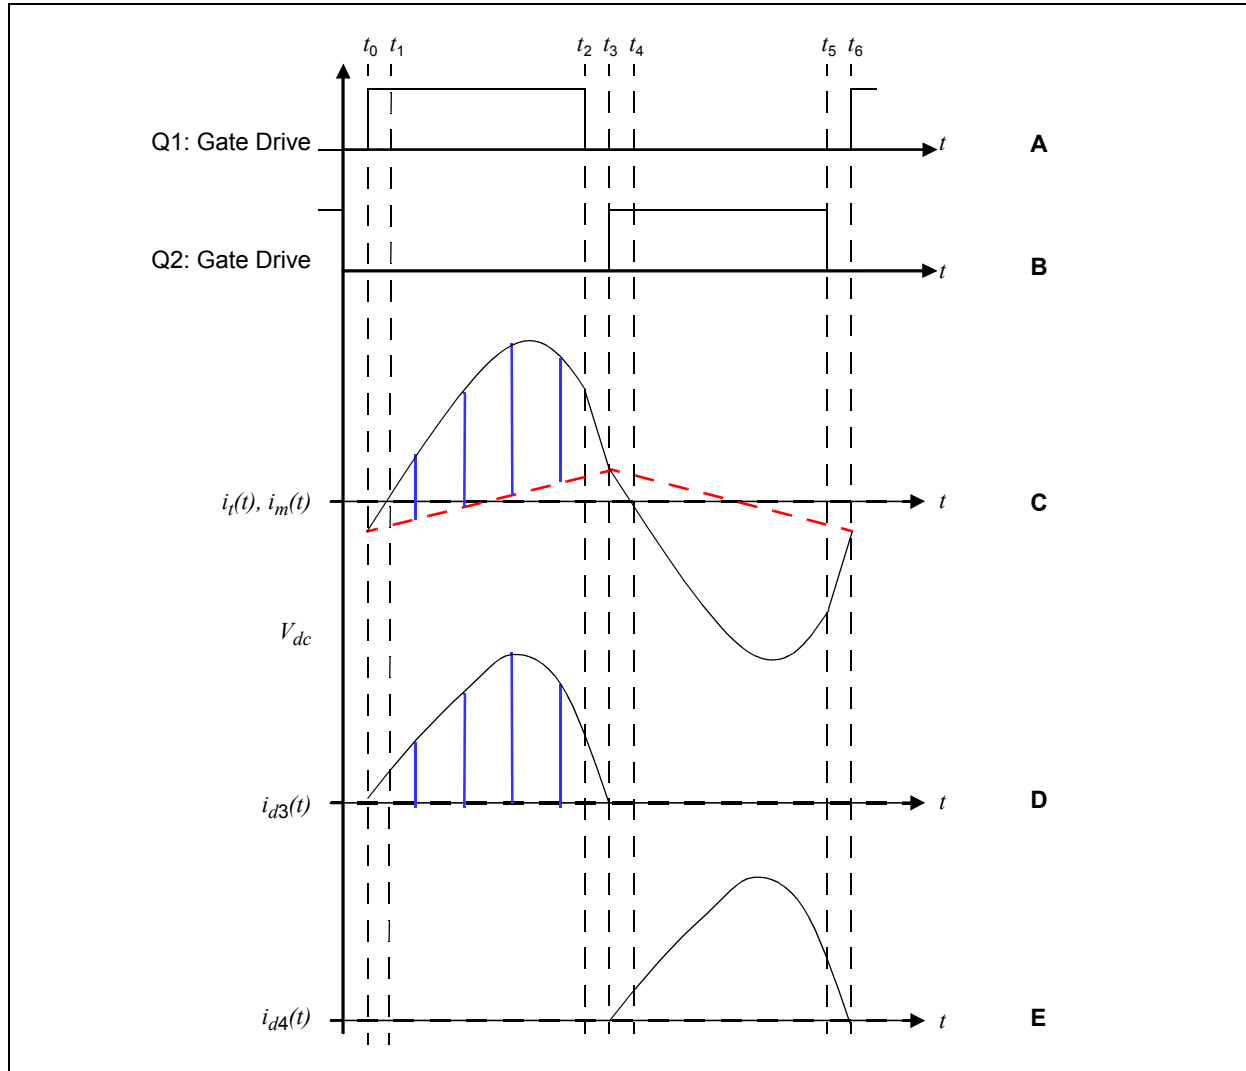 t0 t1 t2 t3 t4 t5 t6
Q1: Gate Drive t A
Q2: Gate Drive t B
it(t), im(t) t C
Vdc
id3(t) t D
id4(t) t E